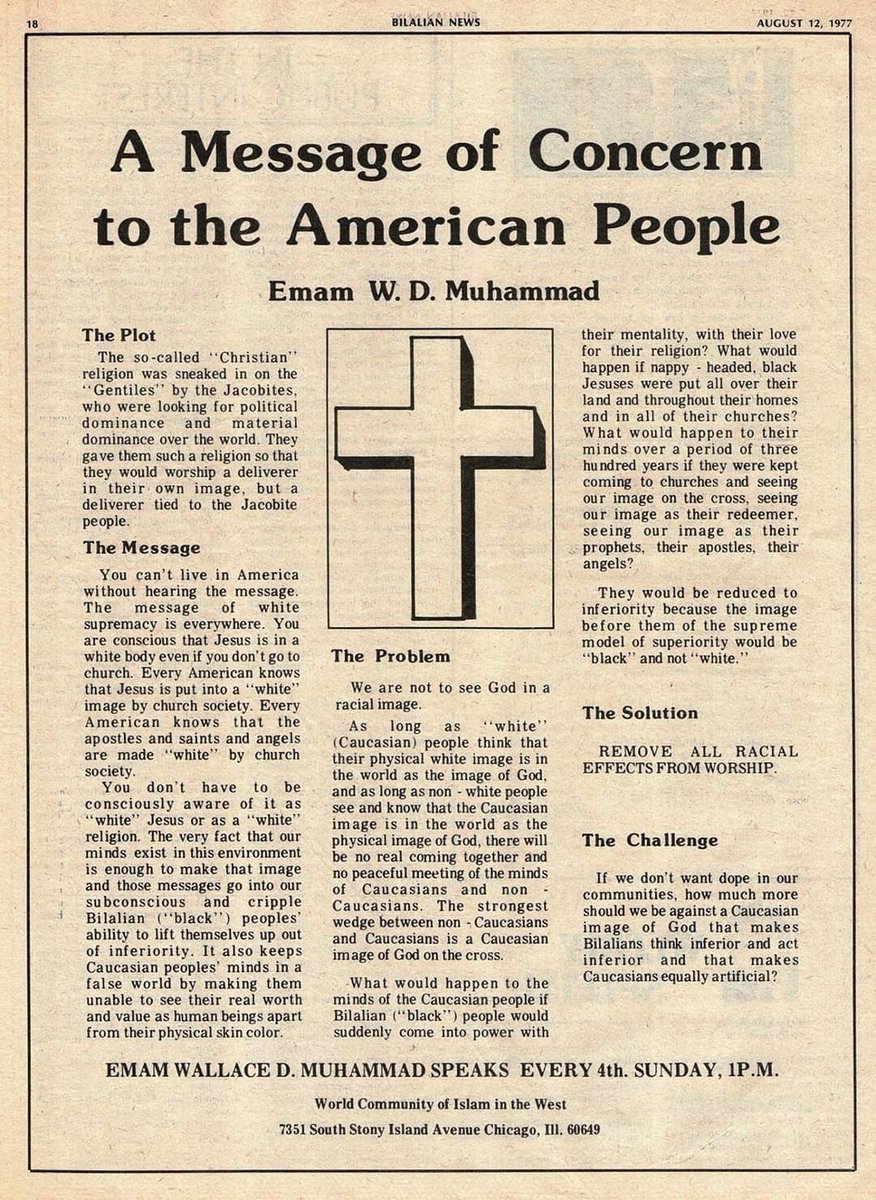 18
BILALIAN NEWS
AUGUST 12, 1977
A Message of Concern
to the American People
Emam W. D. Muhammad
The Plot
The so-called "Christian"
religion was sneaked in on the
"Gentiles" by the Jacobites,
who were looking for political
dominance and material
dominance over the world. They
gave them such a religion so that
they would worship a deliverer
in their own image, but a
deliverer tied to the Jacobite
people.
The Message
You can't live in America
without hearing the message.
The message of white
supremacy is everywhere. You
are conscious that Jesus is in a
white body even if you don't go to
church. Every American knows
that Jesus is put into a "white"
image by church society. Every
American knows that the
apostles and saints and angels
are made "white" by church
society.
You don't have to be
consciously aware of it as
"white" Jesus or as a "white"
religion. The very fact that our
minds exist in this environment
is enough to make that image
and those messages go into our
subconscious and cripple
Bilalian ("black") peoples'
ability to lift themselves up out
of inferiority. It also keeps
Caucasian peoples' minds in a
false world by making them
unable to see their real worth
and value as human beings apart
from their physical skin color.
The Problem
We are not to see God in a
racial image.
As long as "white"
(Caucasian) people think that
their physical white image is in
the world as the image of God,
and as long as non - white people
see and know that the Caucasian
image is in the world as the
physical image of God, there will
be no real coming together and
no peaceful meeting of the minds
of Caucasians and non -
Caucasians. The strongest
wedge between non - Caucasians
and Caucasians is a Caucasian
image of God on the cross.
What would happen to the
minds of the Caucasian people if
Bilalian ("black") people would
suddenly come into power with
their mentality, with their love
for their religion? What would
happen if nappy - headed, black
Jesuses were put all over their
land and throughout their homes
and in all of their churches?
What would happen to their
minds over a period of three
hundred years if they were kept
coming to churches and seeing
our image on the cross, seeing
our image as their redeemer,
seeing our image as their
prophets, their apostles, their
angels?
They would be reduced to
inferiority because the image
before them of the supreme
model of superiority would be
"black" and not "white."
The Solution
REMOVE ALL RACIAL
EFFECTS FROM WORSHIP.
The Challenge
If we don't want dope in our
communities, how much more
should we be against a Caucasian
image of God that makes
Bilalians think inferior and act
inferior and that makes
Caucasians equally artificial?
EMAM WALLACE D. MUHAMMAD SPEAKS EVERY 4th. SUNDAY, 1P.M.
World Community of Islam in the West
7351 South Stony Island Avenue Chicago, Ill. 60649